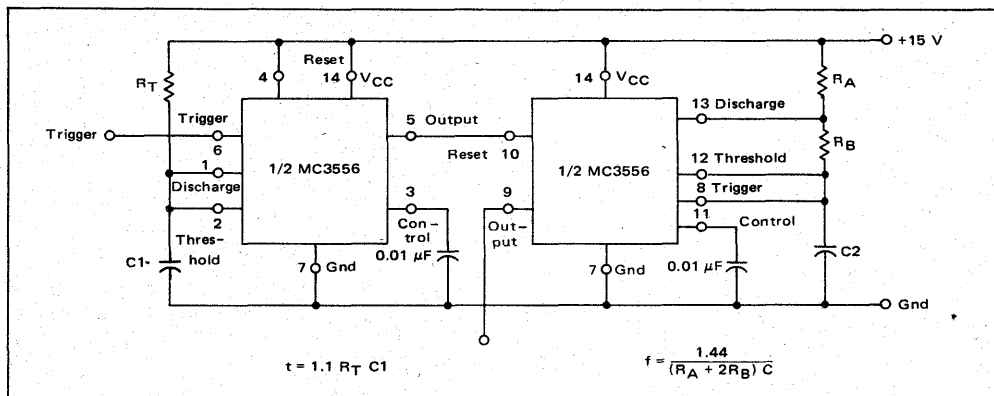 +15 V
Reset
4
14
VCC
14
VCC
RT
RA
13 Discharge
Trigger
Trigger
6
5 Output
RB
1
1/2 MC3556
Reset
10
1/2 MC3556
12 Threshold
Discharge
3
9
8 Trigger
2
Con-
trol
Out-
put
11
Control
Thres-
hold
C1
7
Gnd
0.01 μF
7
Gnd
0.01 μF
C2
Gnd
t = 1.1 RT C1
f = 1.44
(RA + 2RB) C